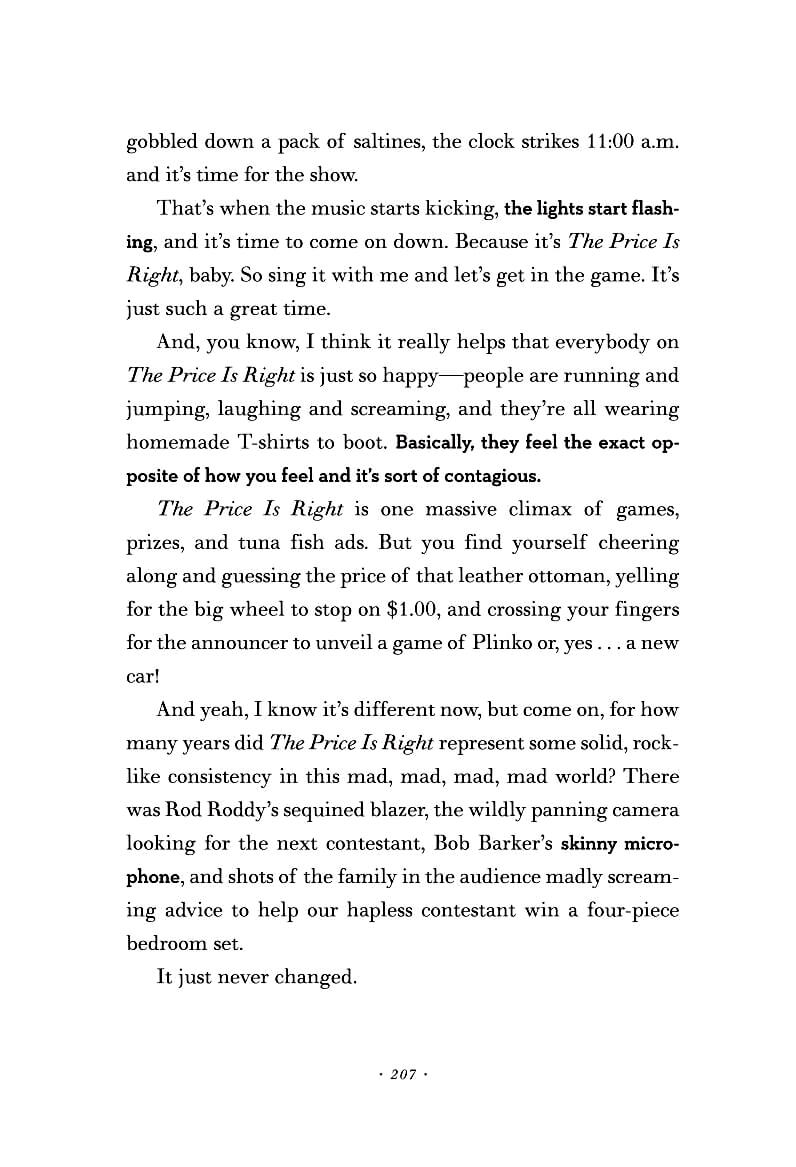 gobbled down a pack of saltines, the clock strikes 11:00 a.m.
and it’s time for the show.
That’s when the music starts kicking, the lights start flash-
ing, and it’s time to come on down. Because it’s The Price Is
Right, baby. So sing it with me and let’s get in the game. It’s
just such a great time.
And, you know, I think it really helps that everybody on
The Price Is Right is just so happy—people are running and
jumping, laughing and screaming, and they’re all wearing
homemade T-shirts to boot. Basically, they feel the exact op-
posite of how you feel and it’s sort of contagious.
The Price Is Right is one massive climax of games,
prizes, and tuna fish ads. But you find yourself cheering
along and guessing the price of that leather ottoman, yelling
for the big wheel to stop on $1.00, and crossing your fingers
for the announcer to unveil a game of Plinko or, yes . . . a new
car!
And yeah, I know it’s different now, but come on, for how
many years did The Price Is Right represent some solid, rock-
like consistency in this mad, mad, mad, mad world? There
was Rod Roddy’s sequined blazer, the wildly panning camera
looking for the next contestant, Bob Barker’s skinny micro-
phone, and shots of the family in the audience madly scream-
ing advice to help our hapless contestant win a four-piece
bedroom set.
It just never changed.
· 207 ·